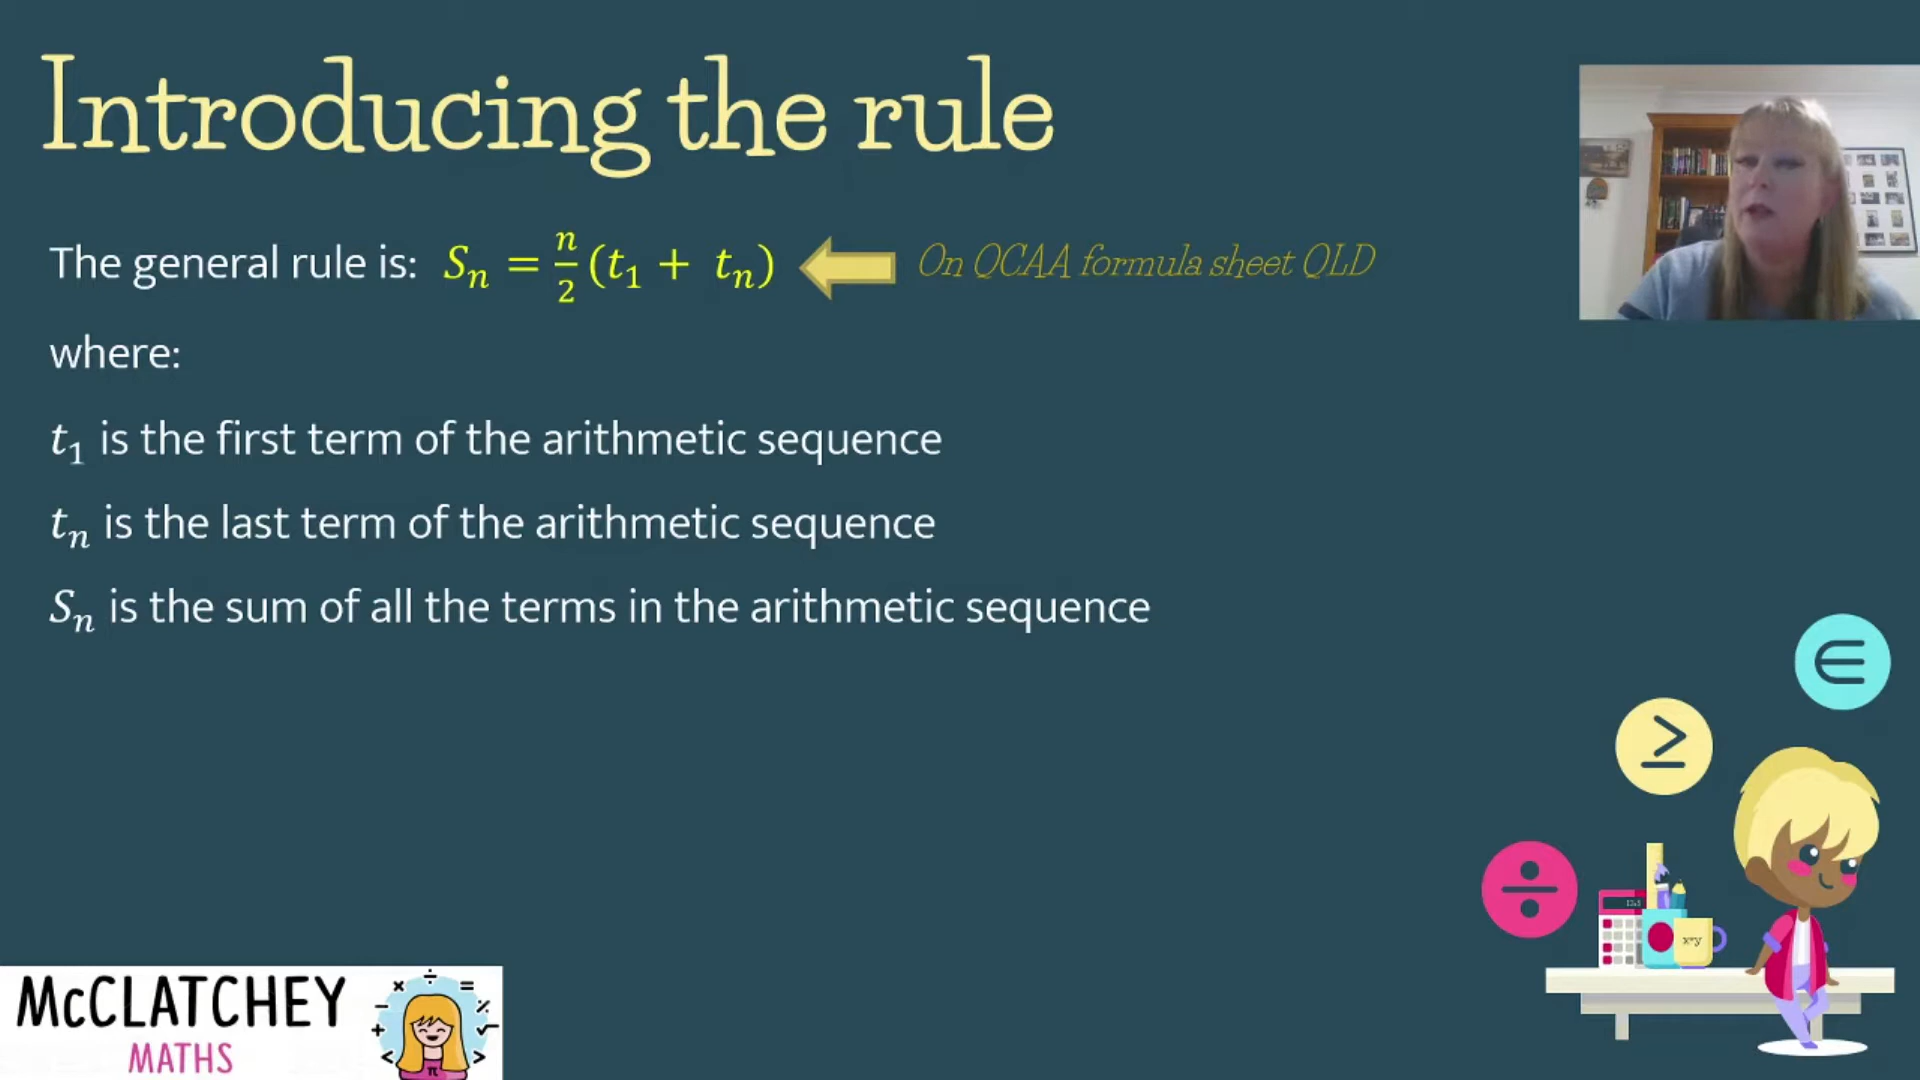 Introducing the rule
The general rule is: Sₙ = n/2 (t₁ + tₙ)
On QCAA formula sheet QLD
where:
t₁ is the first term of the arithmetic sequence
tₙ is the last term of the arithmetic sequence
Sₙ is the sum of all the terms in the arithmetic sequence
∈
≥
÷
x+y
McCLATCHEY
MATHS
π